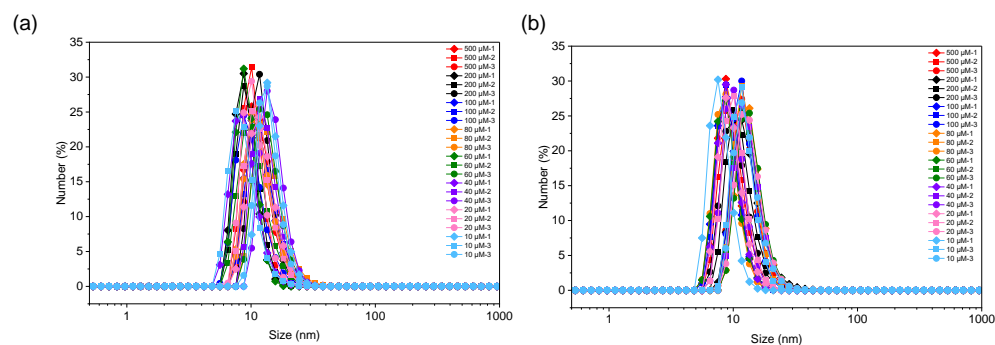 (a)
35
30
25
20
15
10
5
0
Number (%)
1
10
100
1000
Size (nm)
500 µM-1
500 µM-2
500 µM-3
200 µM-1
200 µM-2
200 µM-3
100 µM-1
100 µM-2
100 µM-3
80 µM-1
80 µM-2
80 µM-3
60 µM-1
60 µM-2
60 µM-3
40 µM-1
40 µM-2
40 µM-3
20 µM-1
20 µM-2
20 µM-3
10 µM-1
10 µM-3
10 µM-3
(b)
35
30
25
20
15
10
5
0
Number (%)
1
10
100
1000
Size (nm)
500 µM-1
500 µM-2
500 µM-3
200 µM-1
200 µM-2
200 µM-3
100 µM-1
100 µM-2
100 µM-3
80 µM-1
80 µM-2
80 µM-3
60 µM-1
60 µM-2
60 µM-3
40 µM-1
40 µM-2
40 µM-3
20 µM-1
20 µM-2
20 µM-3
10 µM-1
10 µM-3
10 µM-3